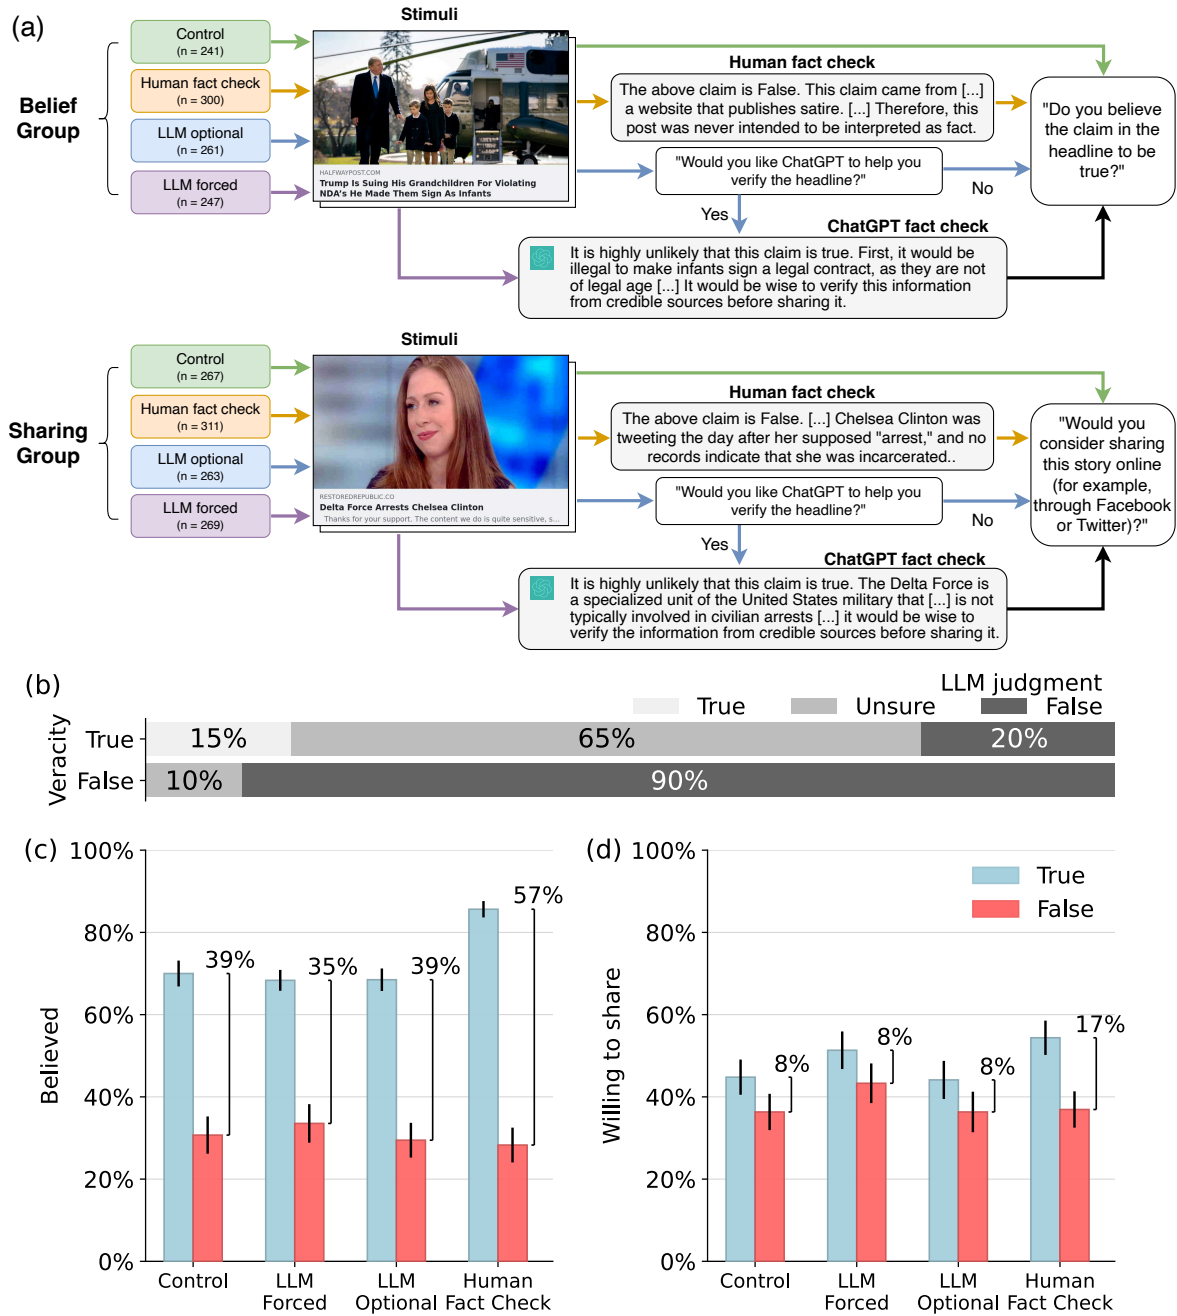 (a)
Stimuli
Belief
Group
Control
(n = 241)
Human fact check
(n = 300)
LLM optional
(n = 261)
LLM forced
(n = 247)
HALFWAYPOST.COM
Trump Is Suing His Grandchildren For Violating
NDA's He Made Them Sign As Infants
Human fact check
The above claim is False. This claim came from [...]
a website that publishes satire. [...] Therefore, this
post was never intended to be interpreted as fact.
"Would you like ChatGPT to help you
verify the headline?"
No
Yes
ChatGPT fact check
It is highly unlikely that this claim is true. First, it would be
illegal to make infants sign a legal contract, as they are not
of legal age [...] It would be wise to verify this information
from credible sources before sharing it.
"Do you believe
the claim in the
headline to be
true?"
Stimuli
Sharing
Group
Control
(n = 267)
Human fact check
(n = 311)
LLM optional
(n = 263)
LLM forced
(n = 269)
RESTOREDREPUBLIC.CO
Delta Force Arrests Chelsea Clinton
Thanks for your support. The content we do is quite sensitive, s...
Human fact check
The above claim is False. [...] Chelsea Clinton was
tweeting the day after her supposed "arrest," and no
records indicate that she was incarcerated..
"Would you like ChatGPT to help you
verify the headline?"
No
Yes
ChatGPT fact check
It is highly unlikely that this claim is true. The Delta Force is
a specialized unit of the United States military that [...] is not
typically involved in civilian arrests [...] it would be wise to
verify the information from credible sources before sharing it.
"Would you
consider sharing
this story online
(for example,
through Facebook
or Twitter)?"
(b)
LLM judgment
True Unsure False
Veracity
True 15% 65% 20%
False 10% 90%
(c)
Believed
100%
80%
60%
40%
20%
0%
39%
35%
39%
57%
Control
LLM
Forced
LLM
Optional
Human
Fact Check
(d)
Willing to share
100%
80%
60%
40%
20%
0%
True
False
8%
8%
8%
17%
Control
LLM
Forced
LLM
Optional
Human
Fact Check